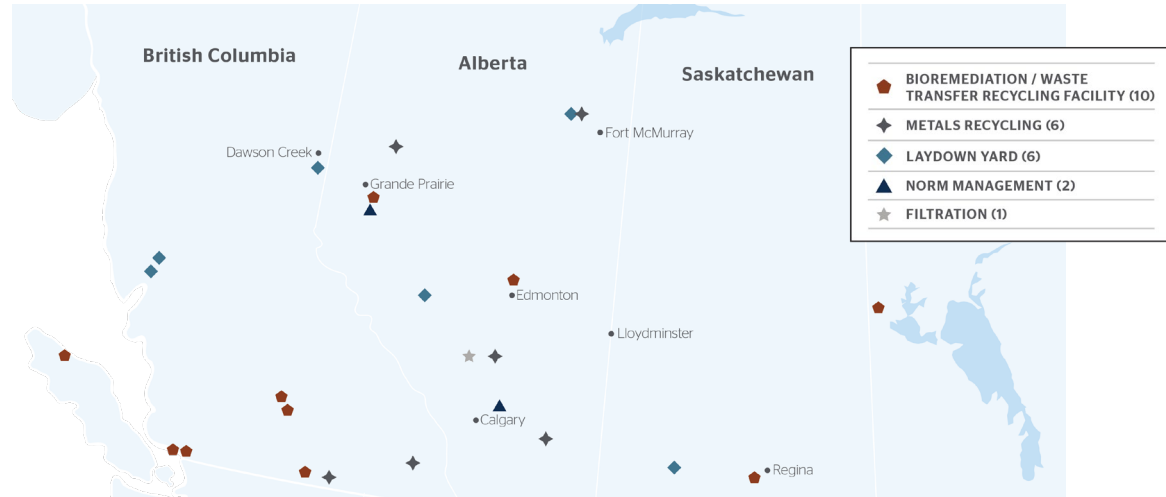 British Columbia
Alberta
Saskatchewan
BIOREMEDIATION / WASTE
TRANSFER RECYCLING FACILITY (10)
METALS RECYCLING (6)
LAYDOWN YARD (6)
NORM MANAGEMENT (2)
FILTRATION (1)
Fort McMurray
Dawson Creek
Grande Prairie
Edmonton
Lloydminster
Calgary
Regina